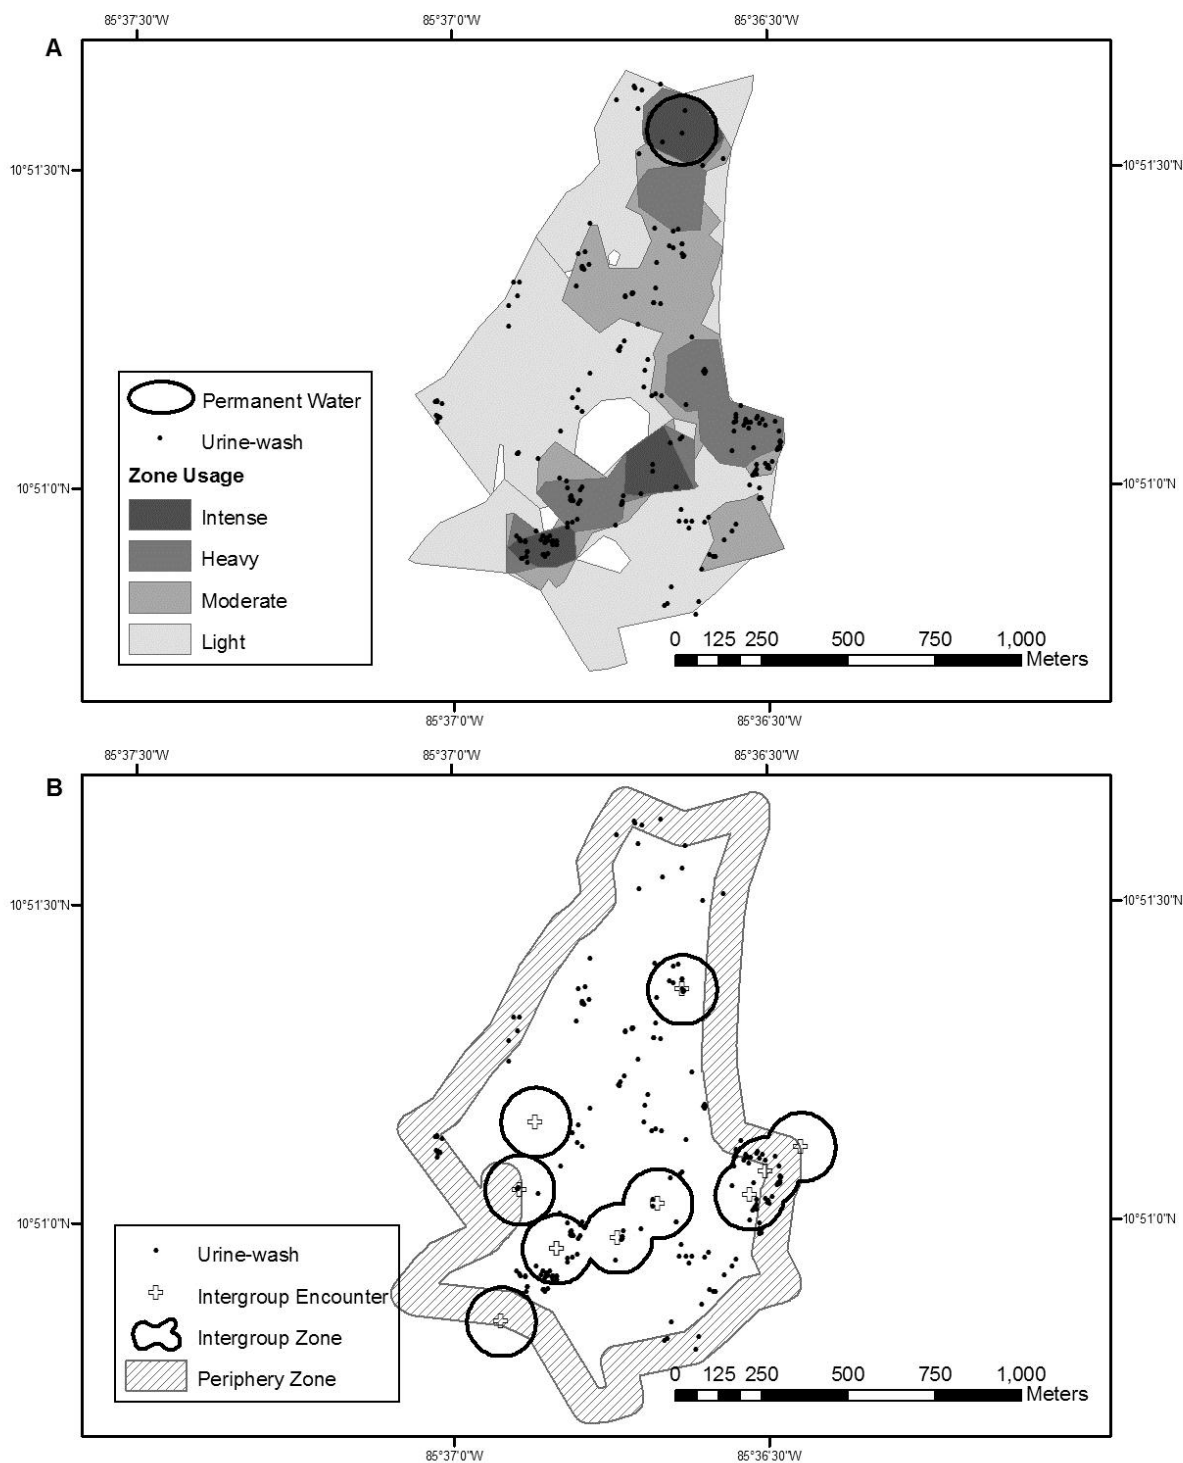 85°37'30"W 85°37'0"W 85°36'30"W
A
10°51'30"N 10°51'30"N
Permanent Water
Urine-wash
Zone Usage
10°51'0"N 10°51'0"N
Intense
Heavy
Moderate
Light
0 125 250 500 750 1,000
Meters
85°37'0"W 85°36'30"W
85°37'30"W 85°37'0"W 85°36'30"W
B
10°51'30"N 10°51'30"N
10°51'0"N 10°51'0"N
Urine-wash
Intergroup Encounter
Intergroup Zone
Periphery Zone
0 125 250 500 750 1,000
Meters
85°37'0"W 85°36'30"W